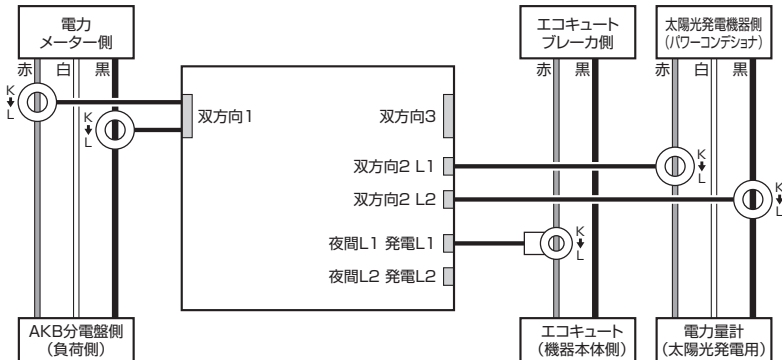 電力
メーター側
赤 白 黒
K
L
K
L
双方向1
双方向3
双方向2 L1
双方向2 L2
夜間L1 発電L1
夜間L2 発電L2
エコキュート
ブレーカ側
赤 黒
K
L
太陽光発電機器側
(パワーコンデショナ)
赤 白 黒
K
L
K
L
AKB分電盤側
(負荷側)
エコキュート
(機器本体側)
電力量計
(太陽光発電用)